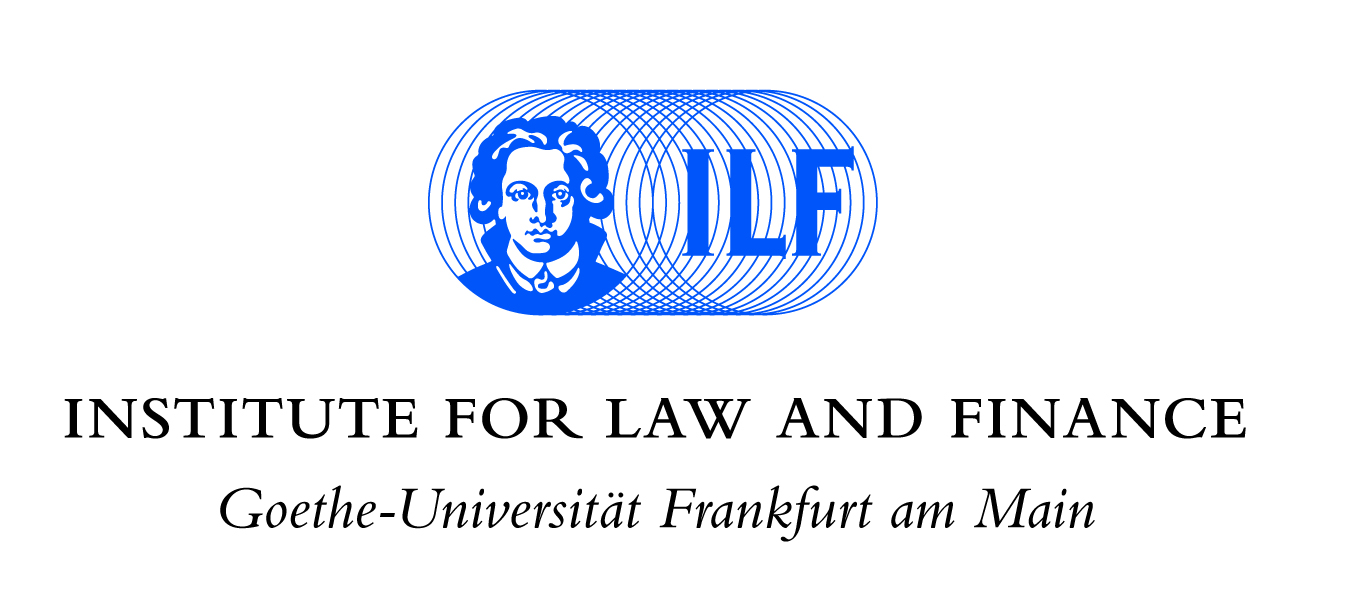 ILF
INSTITUTE FOR LAW AND FINANCE
Goethe-Universität Frankfurt am Main